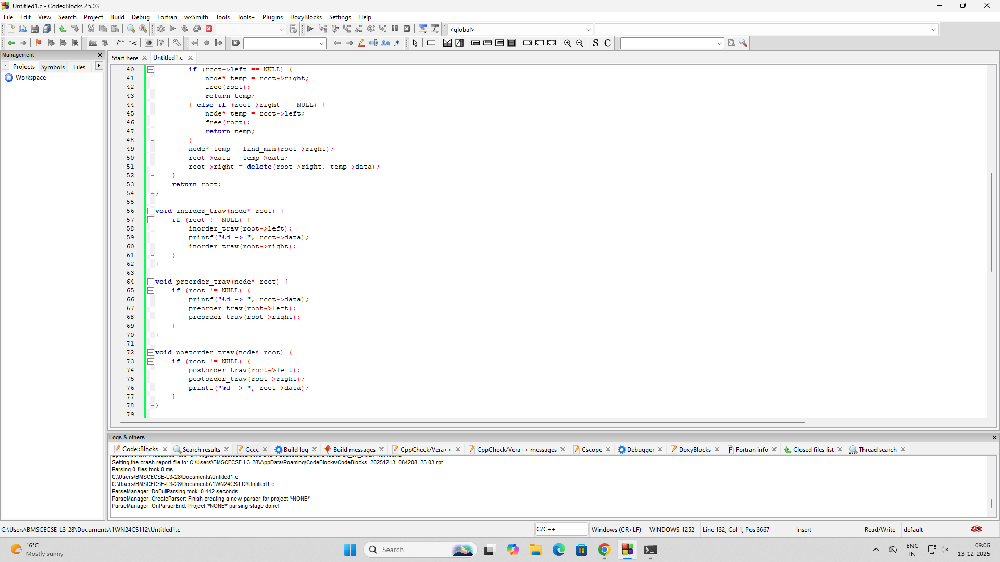 Untitled1.c - Code::Blocks 25.03
File Edit View Search Project Build Debug Fortran wxSmith Tools Tools+ Plugins DoxyBlocks Settings Help
<global>
/** *<
Aa .* S C
Management
Projects Symbols Files
Workspace
Start here Untitled1.c
40 if (root->left == NULL) {
41 node* temp = root->right;
42 free(root);
43 return temp;
44 } else if (root->right == NULL) {
45 node* temp = root->left;
46 free(root);
47 return temp;
48 }
49 node* temp = find_min(root->right);
50 root->data = temp->data;
51 root->right = delete(root->right, temp->data);
52 }
53 return root;
54 }
55
56 void inorder_trav(node* root) {
57 if (root != NULL) {
58 inorder_trav(root->left);
59 printf("%d -> ", root->data);
60 inorder_trav(root->right);
61 }
62 }
63
64 void preorder_trav(node* root) {
65 if (root != NULL) {
66 printf("%d -> ", root->data);
67 preorder_trav(root->left);
68 preorder_trav(root->right);
69 }
70 }
71
72 void postorder_trav(node* root) {
73 if (root != NULL) {
74 postorder_trav(root->left);
75 postorder_trav(root->right);
76 printf("%d -> ", root->data);
77 }
78 }
79
Logs & others
Code::Blocks Search results Cccc Build log Build messages CppCheck/Vera++ CppCheck/Vera++ messages Cscope Debugger DoxyBlocks Fortran info Closed files list Thread search
Setting the crash report file to: C:\Users\BMSCECSE-L3-28\AppData\Roaming\CodeBlocks\CodeBlocks_20251213_084208_25.03.rpt
Parsing 0 files took 0 ms
C:\Users\BMSCECSE-L3-28\Documents\Untitled1.c
C:\Users\BMSCECSE-L3-28\Documents\1WN24CS112\Untitled1.c
ParseManager::DoFullParsing took: 0.442 seconds.
ParseManager::CreateParser: Finish creating a new parser for project '*NONE*'
ParseManager::OnParserEnd: Project '*NONE*' parsing stage done!
C:\Users\BMSCECSE-L3-28\Documents\1WN24CS112\Untitled1.c C/C++ Windows (CR+LF) WINDOWS-1252 Line 132, Col 1, Pos 3667 Insert Read/Write default abc
16°C
Mostly sunny
Search
ENG
IN
09:06
13-12-2025